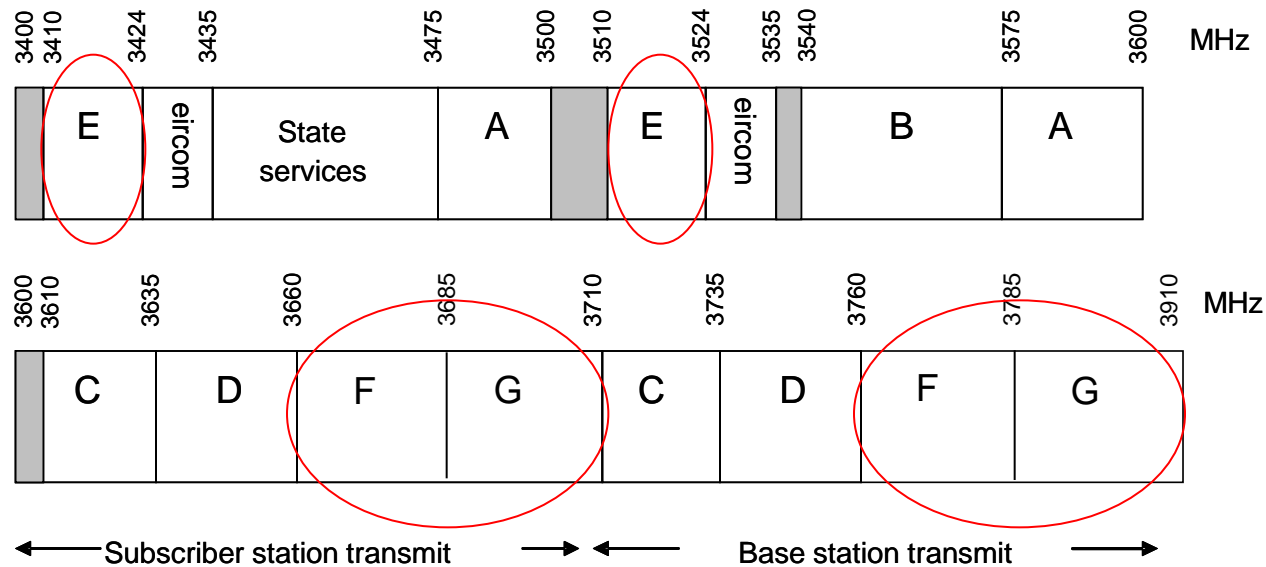 3400 3410 3424 3435 3475 3500 3510 3524 3535 3540 3575 3600 MHz
E eircom State services A E eircom B A
3600 3610 3635 3660 3685 3710 3735 3760 3785 3910 MHz
C D F G C D F G
Subscriber station transmit Base station transmit